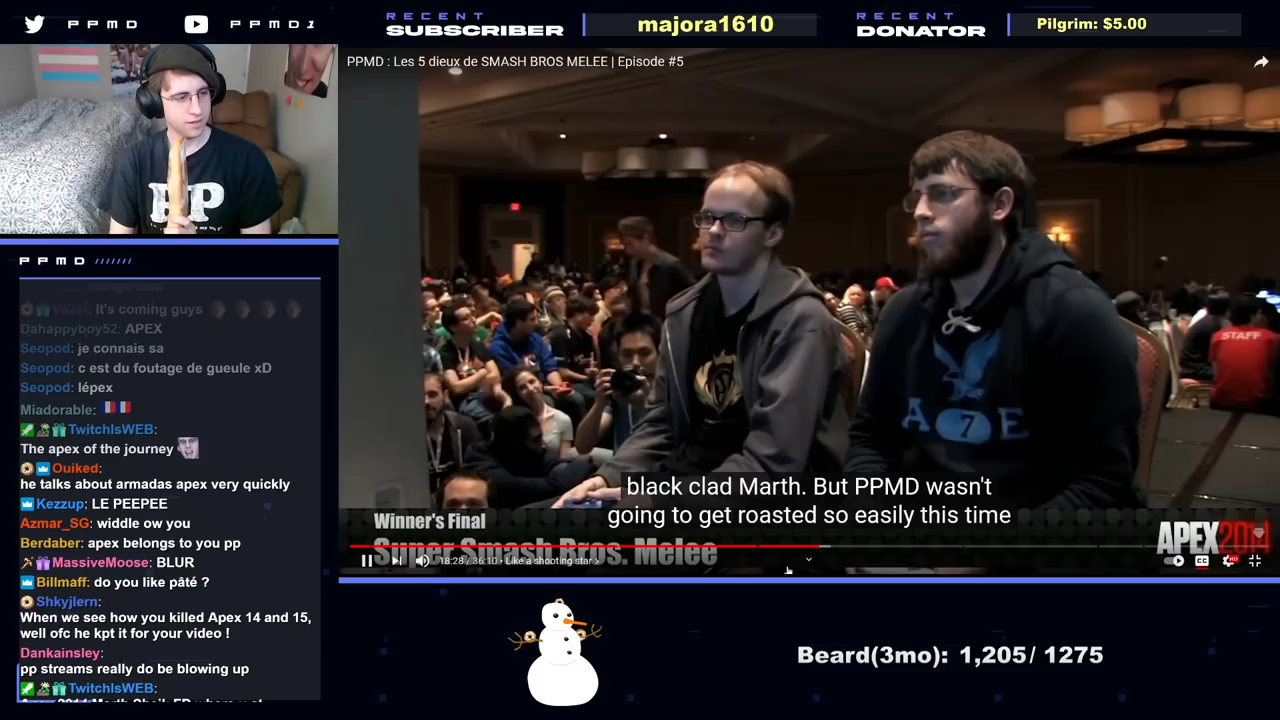 PPMD
PPMD1
RECENT
SUBSCRIBER
majora1610
RECENT
DONATOR
Pilgrim: $5.00
PPMD : Les 5 dieux de SMASH BROS MELEE | Episode #5
PP
STAFF
A 7 E
black clad Marth. But PPMD wasn't
going to get roasted so easily this time
Winner's Final
Super Smash Bros. Melee
APEX2014
18:28 / 36:10 • Like a shooting star ›
CC
HD
PPMD ///////
It's coming guys
Dahappyboy52: APEX
Seopod: je connais sa
Seopod: c est du foutage de gueule xD
Seopod: lépex
Miadorable:
TwitchIsWEB:
The apex of the journey
Ouiked:
he talks about armadas apex very quickly
Kezzup: LE PEEPEE
Azmar_SG: widdle ow you
Berdaber: apex belongs to you pp
MassiveMoose: BLUR
Billmaff: do you like pâté ?
Shkyjlern:
When we see how you killed Apex 14 and 15,
well ofc he kpt it for your video !
Dankainsley:
pp streams really do be blowing up
TwitchIsWEB:
Beard(3mo): 1,205/ 1275